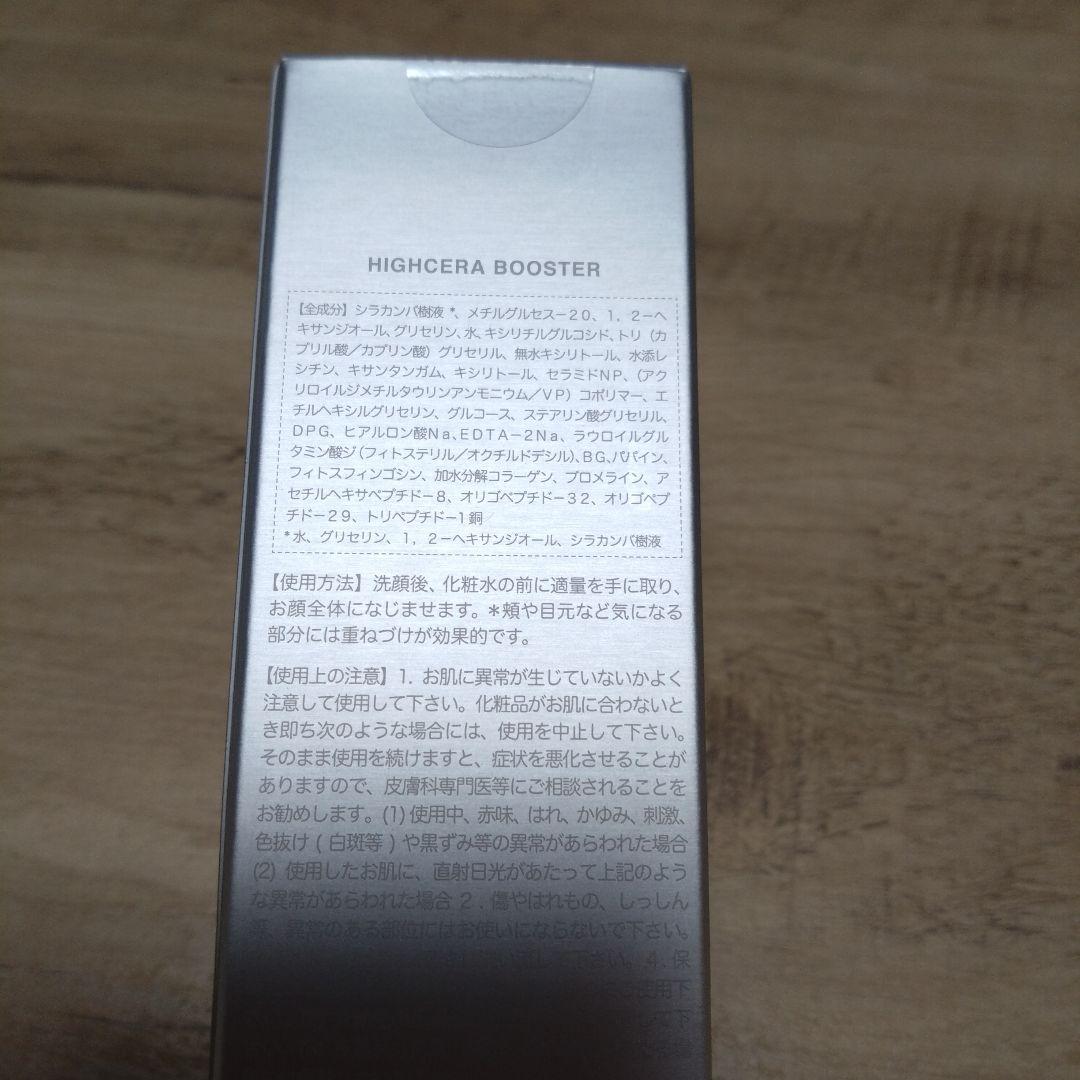 HIGHCERA BOOSTER
【全成分】シラカンバ樹液*、メチルグルセス－20、1，2－ヘ
キサンジオール、グリセリン、水、キシリチルグルコシド、トリ（カ
プリル酸／カプリン酸）グリセリル、無水キシリトール、水添レ
シチン、キサンタンガム、キシリトール、セラミドNP、（アク
リロイルジメチルタウリンアンモニウム／VP）コポリマー、エ
チルヘキシルグリセリン、グルコース、ステアリン酸グリセリル、
DPG、ヒアルロン酸Na、EDTA－2Na、ラウロイルグル
タミン酸ジ（フィトステリル／オクチルドデシル）、BG、パパイン、
フィトスフィンゴシン、加水分解コラーゲン、ブロメライン、ア
セチルヘキサペプチド－8、オリゴペプチド－32、オリゴペプ
チド－29、トリペプチド－1銅
*水、グリセリン、1，2－ヘキサンジオール、シラカンバ樹液
【使用方法】洗顔後、化粧水の前に適量を手に取り、
お顔全体になじませます。＊頬や目元など気になる
部分には重ねづけが効果的です。
【使用上の注意】1. お肌に異常が生じていないかよく
注意して使用して下さい。化粧品がお肌に合わないと
き即ち次のような場合には、使用を中止して下さい。
そのまま使用を続けますと、症状を悪化させることが
ありますので、皮膚科専門医等にご相談されることを
お勧めします。(1)使用中、赤味、はれ、かゆみ、刺激、
色抜け ( 白斑等 ) や黒ずみ等の異常があらわれた場合
(2) 使用したお肌に、直射日光があたって上記のよう
な異常があらわれた場合 2 . 傷やはれもの、しっしん
異常のある部位にはお使いにならないで下さい。
下さい。4 . 保
使用下